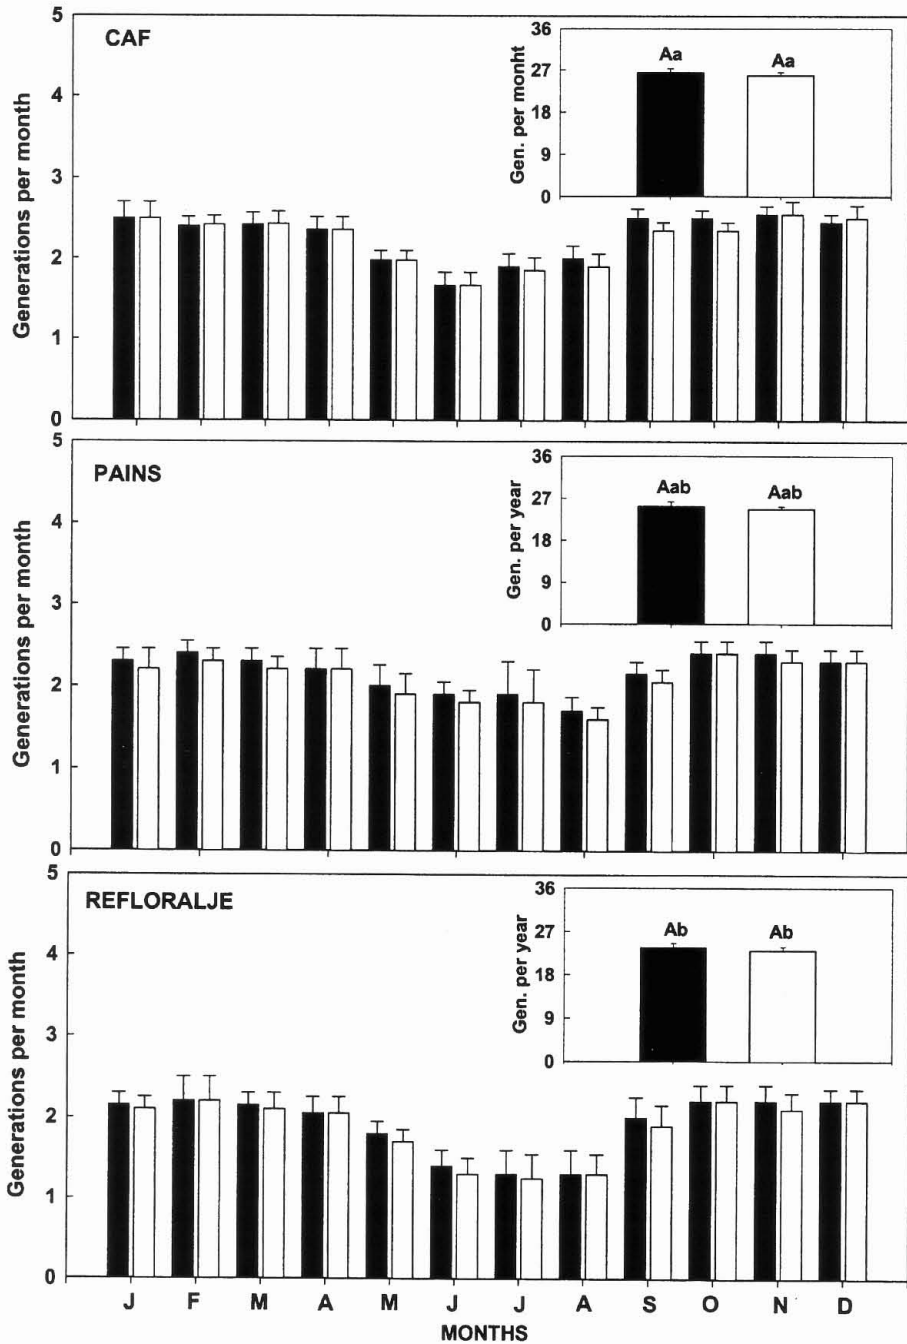 CAF
Generations per month
5
4
3
2
1
0
Gen. per monht
36
27
18
9
0
Aa
Aa
PAINS
Generations per month
5
4
3
2
1
0
Gen. per year
36
27
18
9
0
Aab
Aab
REFLORALJE
Generations per month
5
4
3
2
1
0
Gen. per year
36
27
18
9
0
Ab
Ab
J F M A M J J A S O N D
MONTHS